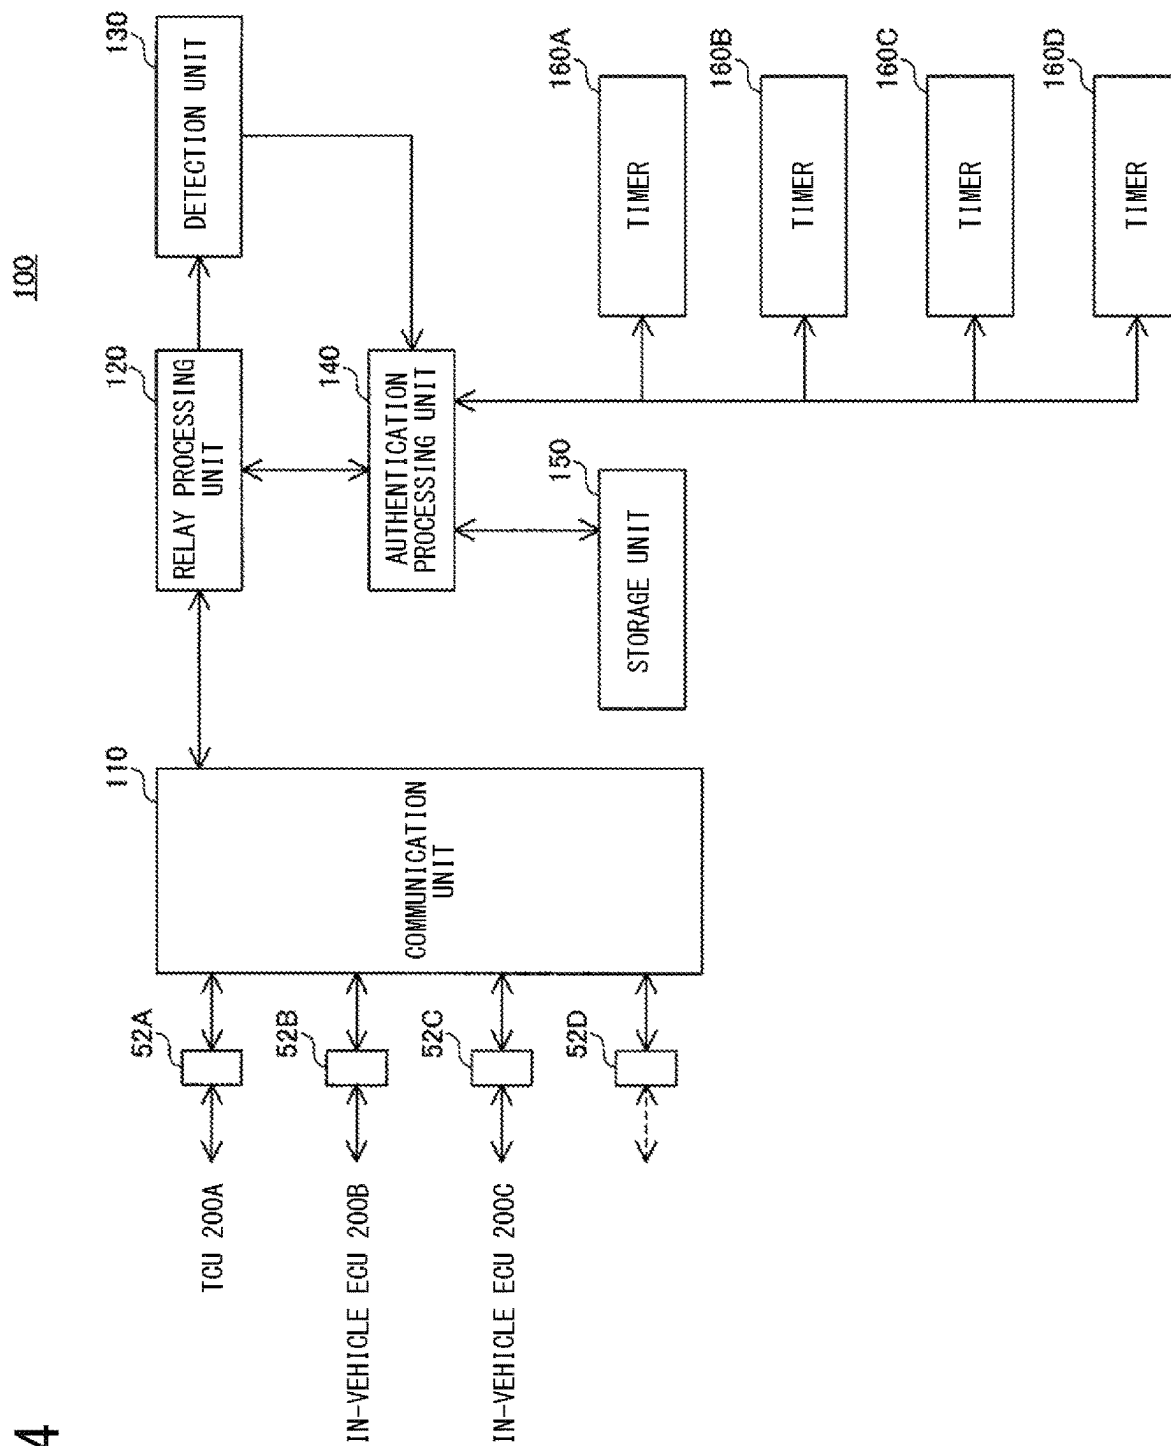 4
100
TCU 200A
IN-VEHICLE ECU 200B
IN-VEHICLE ECU 200C
52A
52B
52C
52D
110
COMMUNICATION
UNIT
120
RELAY PROCESSING
UNIT
130
DETECTION UNIT
140
AUTHENTICATION
PROCESSING UNIT
150
STORAGE UNIT
160A
TIMER
160B
TIMER
160C
TIMER
160D
TIMER